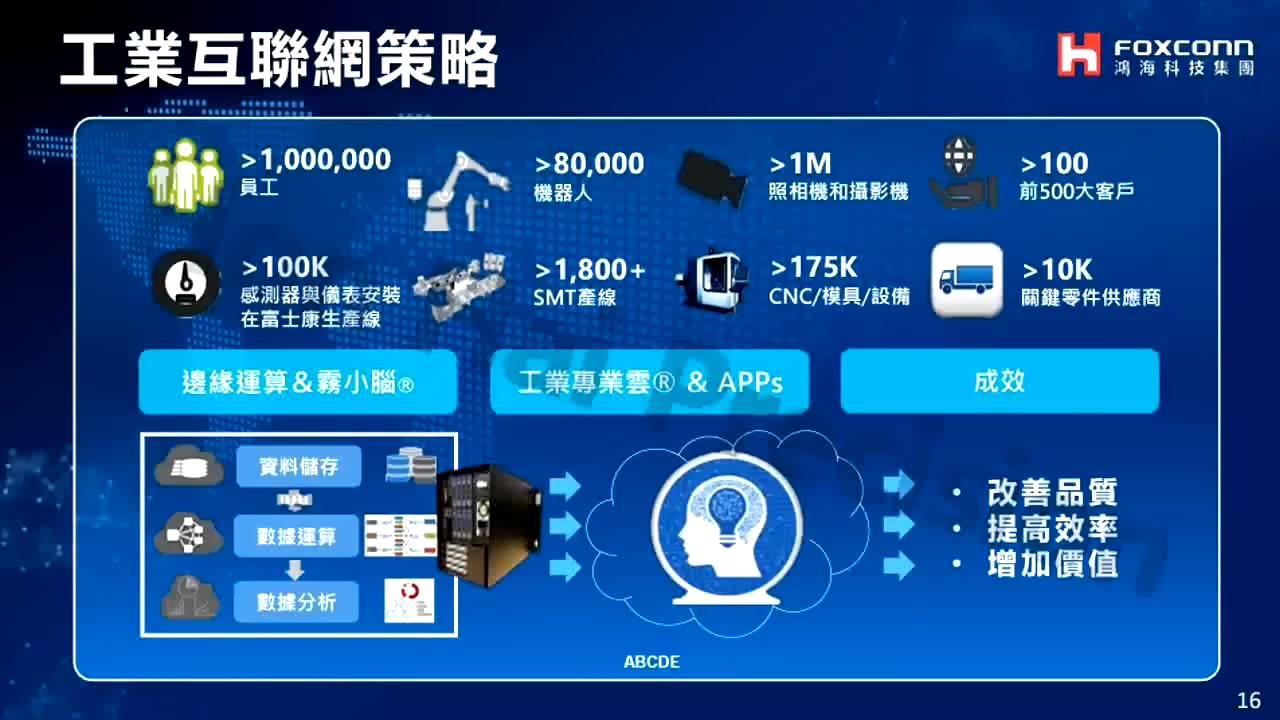 工業互聯網策略
FOXCONN
鴻海科技集團
>1,000,000
員工
>80,000
機器人
>1M
照相機和攝影機
>100
前500大客戶
>100K
感測器與儀表安裝
在富士康生產線
>1,800+
SMT產線
>175K
CNC/模具/設備
>10K
關鍵零件供應商
邊緣運算&霧小腦®
工業專業雲® & APPs
成效
資料儲存
數據運算
數據分析
• 改善品質
• 提高效率
• 增加價值
ABCDE
16